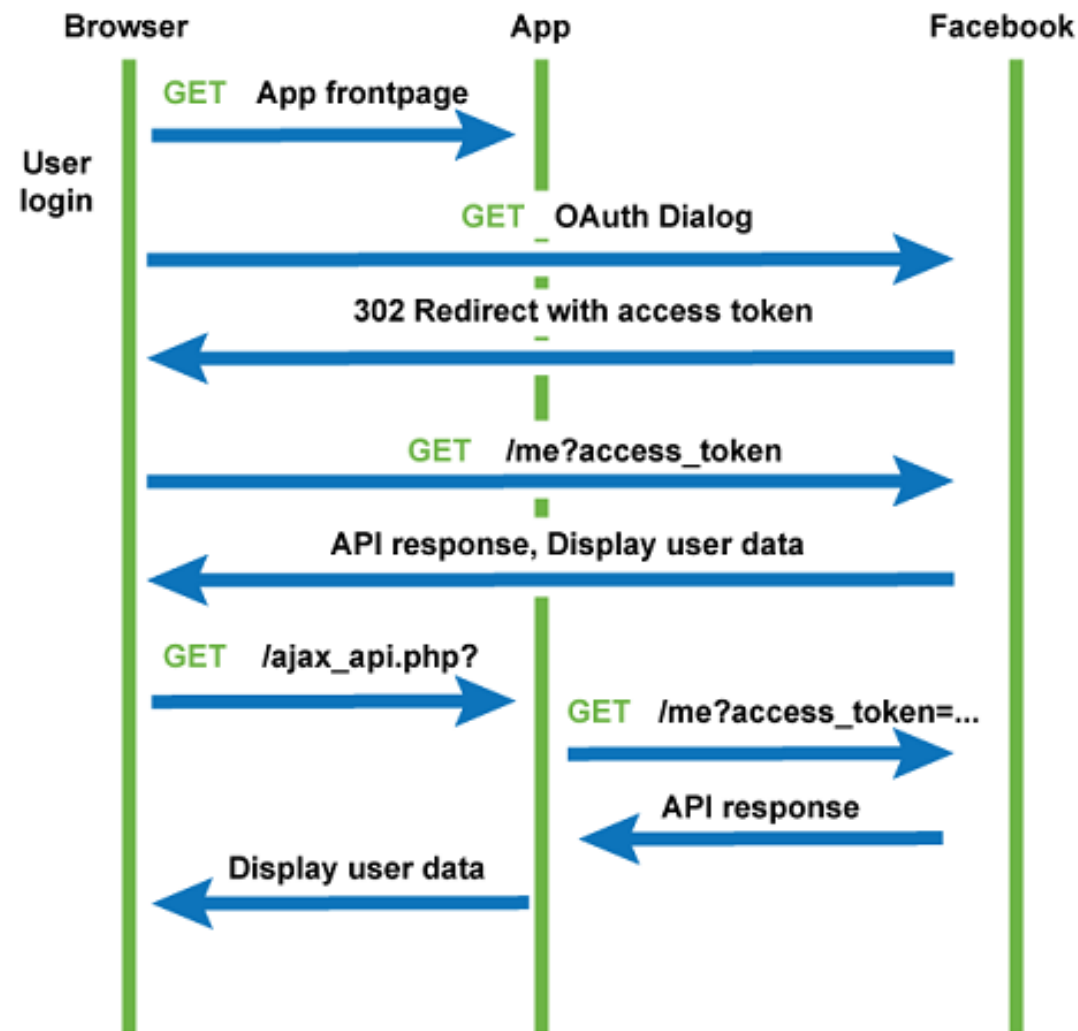 Browser
App
Facebook
GET App frontpage
User
login
GET OAuth Dialog
302 Redirect with access token
GET /me?access_token
API response, Display user data
GET /ajax_api.php?
GET /me?access_token=...
API response
Display user data